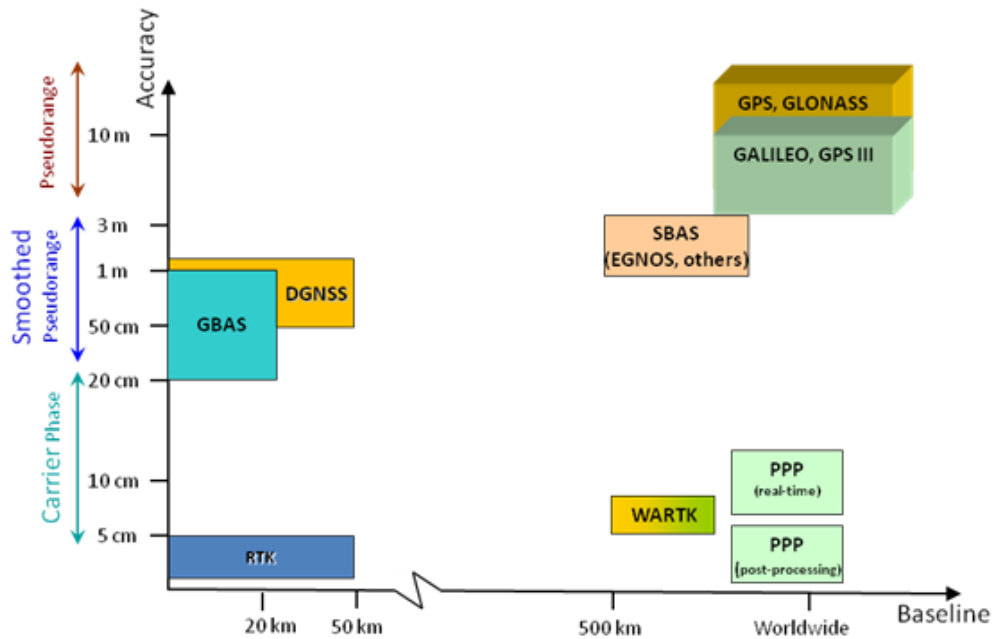 Accuracy
Pseudorange
Smoothed
Pseudorange
Carrier Phase
10 m
3 m
1 m
50 cm
20 cm
10 cm
5 cm
GPS, GLONASS
GALILEO, GPS III
SBAS
(EGNOS, others)
DGNSS
GBAS
PPP
(real-time)
WARTK
PPP
(post-processing)
RTK
20 km
50 km
500 km
Worldwide
Baseline